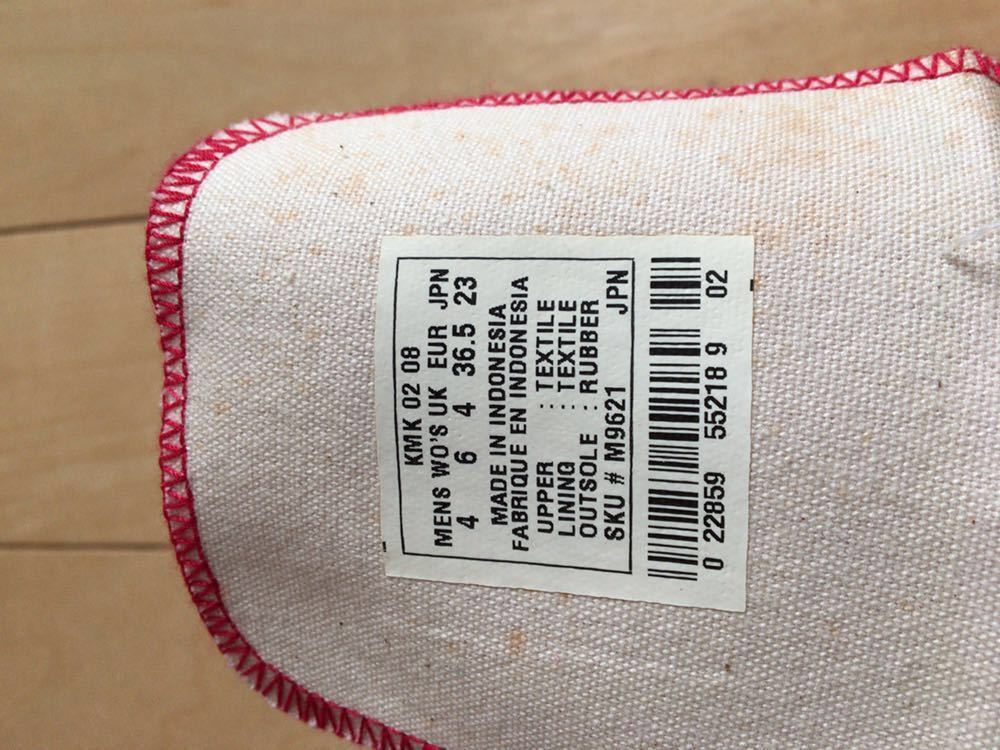 KMK 02 08
MENS WO'S UK EUR JPN
4 6 4 36.5 23
MADE IN INDONESIA
FABRIQUE EN INDONESIA
UPPER : TEXTILE
LINING : TEXTILE
OUTSOLE : RUBBER
SKU # M9621 JPN
0 22859 55218 9 02